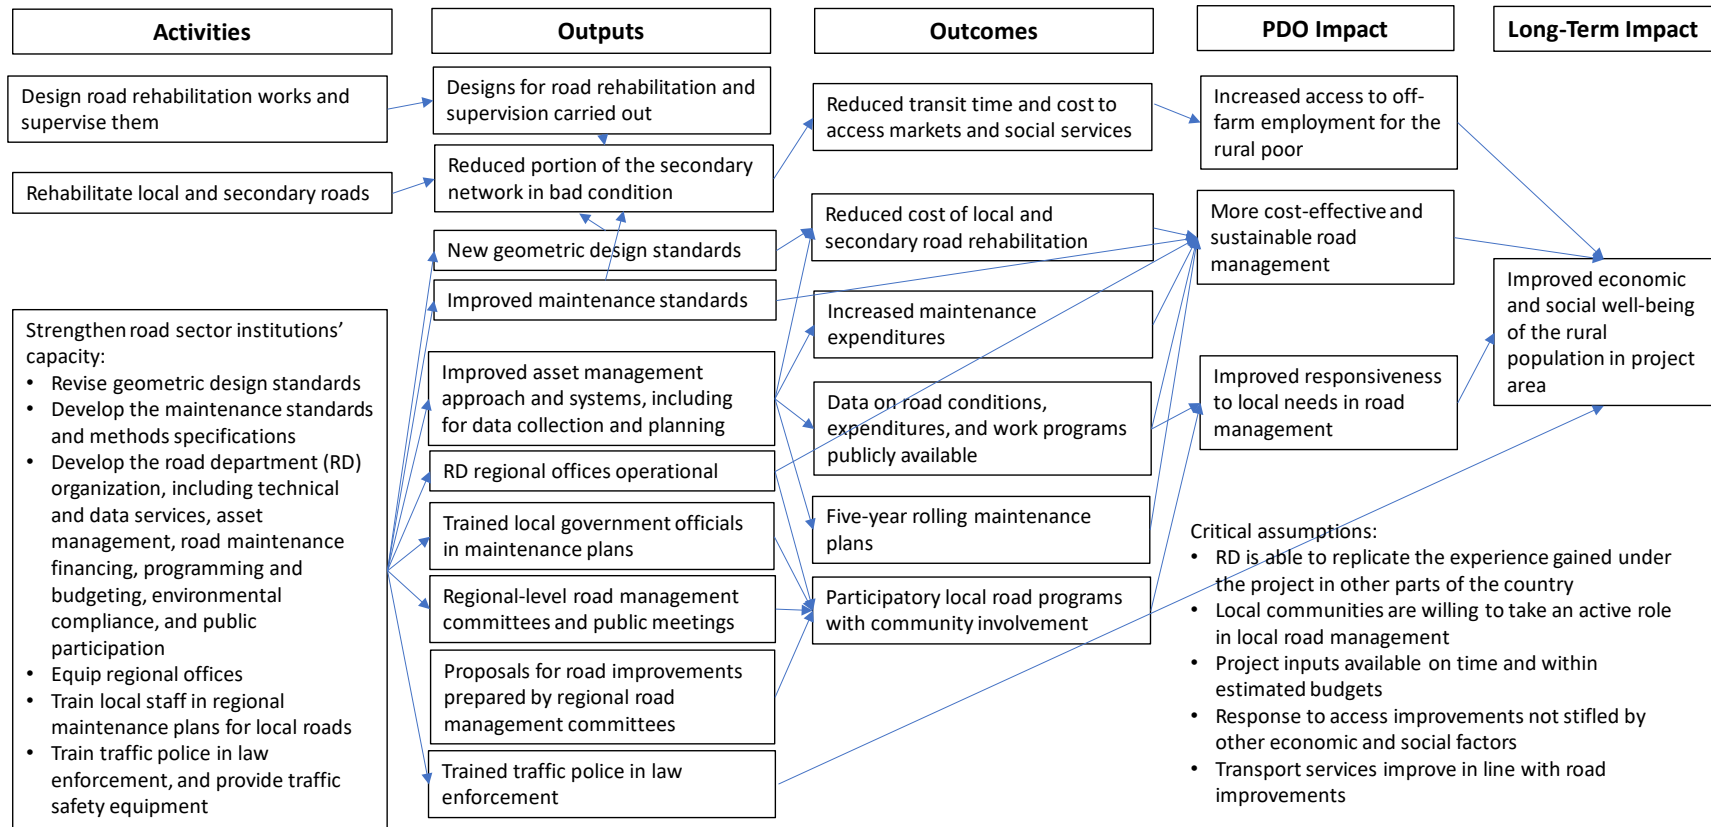 Activities
Outputs
Outcomes
PDO Impact
Long-Term Impact
Design road rehabilitation works and
supervise them
Rehabilitate local and secondary roads
Strengthen road sector institutions’
capacity:
• Revise geometric design standards
• Develop the maintenance standards
and methods specifications
• Develop the road department (RD)
organization, including technical
and data services, asset
management, road maintenance
financing, programming and
budgeting, environmental
compliance, and public
participation
• Equip regional offices
• Train local staff in regional
maintenance plans for local roads
• Train traffic police in law
enforcement, and provide traffic
safety equipment
Designs for road rehabilitation and
supervision carried out
Reduced portion of the secondary
network in bad condition
New geometric design standards
Improved maintenance standards
Improved asset management
approach and systems, including
for data collection and planning
RD regional offices operational
Trained local government officials
in maintenance plans
Regional-level road management
committees and public meetings
Proposals for road improvements
prepared by regional road
management committees
Trained traffic police in law
enforcement
Reduced transit time and cost to
access markets and social services
Reduced cost of local and
secondary road rehabilitation
Increased maintenance
expenditures
Data on road conditions,
expenditures, and work programs
publicly available
Five-year rolling maintenance
plans
Participatory local road programs
with community involvement
Increased access to off-
farm employment for the
rural poor
More cost-effective and
sustainable road
management
Improved responsiveness
to local needs in road
management
Improved economic
and social well-being
of the rural
population in project
area
Critical assumptions:
• RD is able to replicate the experience gained under
the project in other parts of the country
• Local communities are willing to take an active role
in local road management
• Project inputs available on time and within
estimated budgets
• Response to access improvements not stifled by
other economic and social factors
• Transport services improve in line with road
improvements